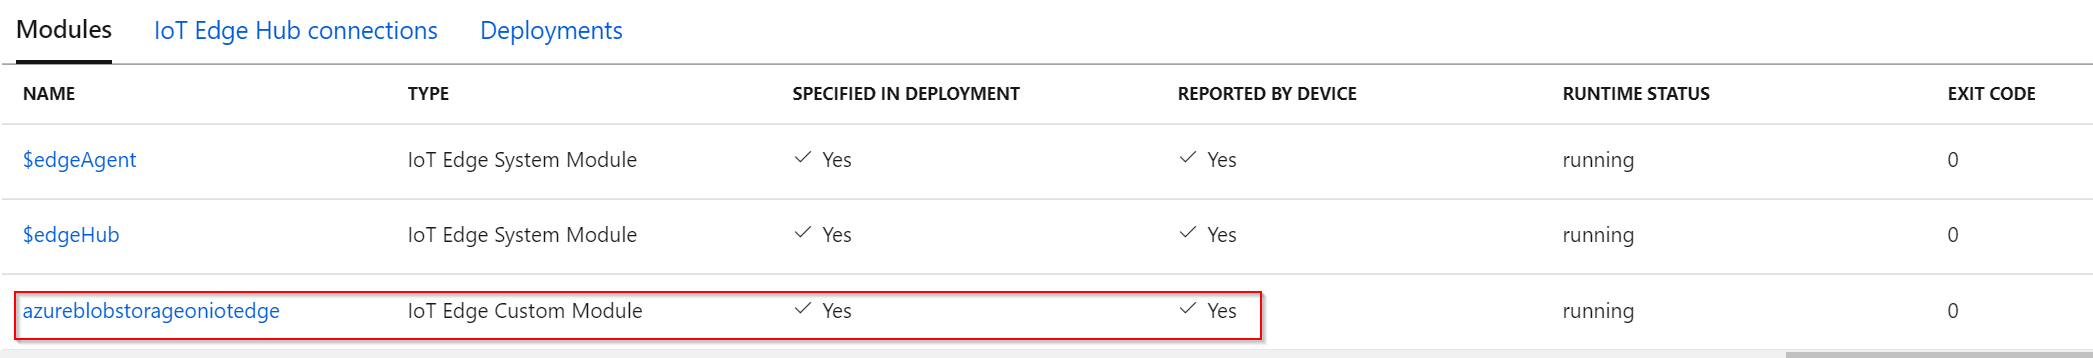 Modules IoT Edge Hub connections Deployments
NAME TYPE SPECIFIED IN DEPLOYMENT REPORTED BY DEVICE RUNTIME STATUS EXIT CODE
$edgeAgent IoT Edge System Module Yes Yes running 0
$edgeHub IoT Edge System Module Yes Yes running 0
azureblobstorageoniotedge IoT Edge Custom Module Yes Yes running 0